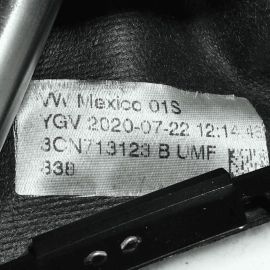 VW Mexico 01S
YGV 2020-07-22 12:14:43
3CN713123 B UMF
338